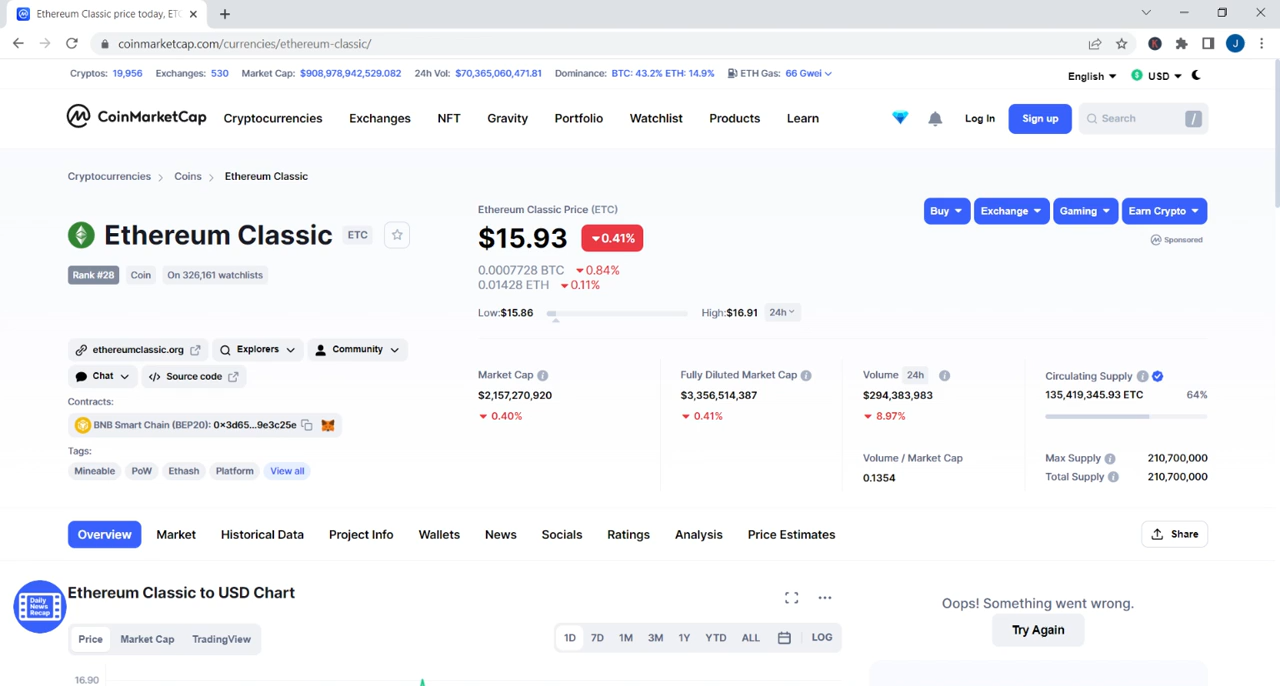 Ethereum Classic price today, ETC
coinmarketcap.com/currencies/ethereum-classic/
J
Cryptos: 19,956 Exchanges: 530 Market Cap: $908,978,942,529.082 24h Vol: $70,365,060,471.81 Dominance: BTC: 43.2% ETH: 14.9% ETH Gas: 66 Gwei
English USD
CoinMarketCap Cryptocurrencies Exchanges NFT Gravity Portfolio Watchlist Products Learn Log In Sign up Search /
Cryptocurrencies Coins Ethereum Classic
Ethereum Classic ETC
Rank #28 Coin On 326,161 watchlists
Ethereum Classic Price (ETC)
$15.93 0.41%
0.0007728 BTC 0.84%
0.01428 ETH 0.11%
Low:$15.86 High:$16.91 24h
Buy Exchange Gaming Earn Crypto
Sponsored
ethereumclassic.org Explorers Community
Chat Source code
Contracts:
BNB Smart Chain (BEP20): 0x3d65...9e3c25e
Tags:
Mineable PoW Ethash Platform View all
Market Cap
$2,157,270,920
0.40%
Fully Diluted Market Cap
$3,356,514,387
0.41%
Volume 24h
$294,383,983
8.97%
Volume / Market Cap
0.1354
Circulating Supply
135,419,345.93 ETC 64%
Max Supply 210,700,000
Total Supply 210,700,000
Overview Market Historical Data Project Info Wallets News Socials Ratings Analysis Price Estimates Share
Daily
News
Recap
Ethereum Classic to USD Chart
Price Market Cap TradingView 1D 7D 1M 3M 1Y YTD ALL LOG
16.90
Oops! Something went wrong.
Try Again